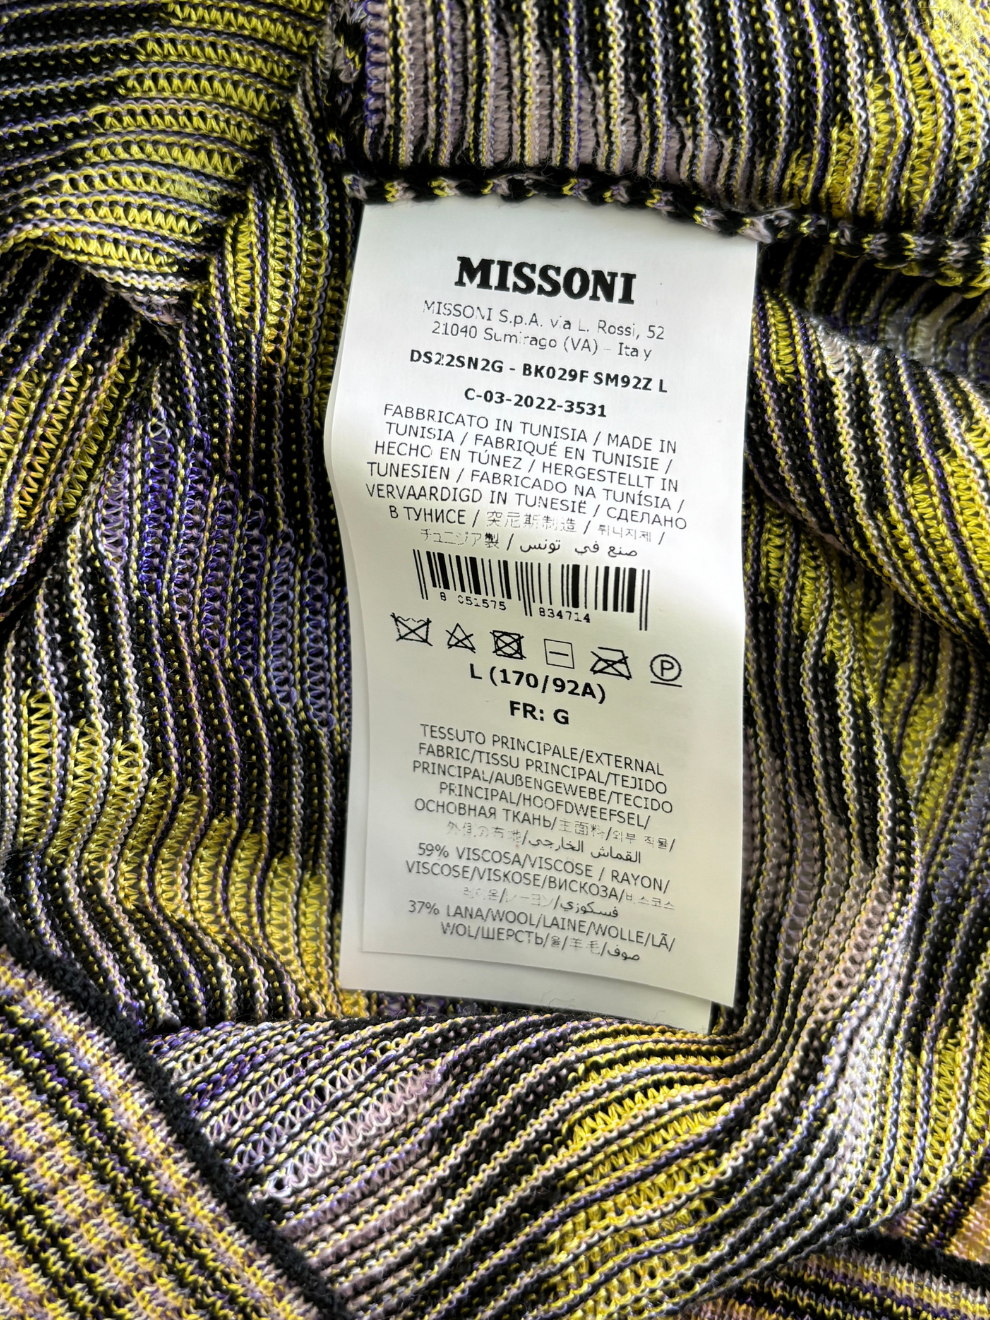 MISSONI
MISSONI S.p.A. via L. Rossi, 52
21040 Sumirago (VA) - Italy
DS22SN2G - BK029F SM92Z L
C-03-2022-3531
FABBRICATO IN TUNISIA / MADE IN
TUNISIA / FABRIQUÉ EN TUNISIE /
HECHO EN TÚNEZ / HERGESTELLT IN
TUNESIEN / FABRICADO NA TUNÍSIA /
VERVAARDIGD IN TUNESIË / СДЕЛАНО
В ТУНИСЕ / 突尼斯制造 / 튀니지제 /
チュニジア製 / صنع في تونس
8 051575 834714
P
L (170/92A)
FR: G
TESSUTO PRINCIPALE/EXTERNAL
FABRIC/TISSU PRINCIPAL/TEJIDO
PRINCIPAL/AUßENGEWEBE/TECIDO
PRINCIPAL/HOOFDWEEFSEL/
ОСНОВНАЯ ТКАНЬ/主面料/외부 직물/
القماش الخارجي/
59% VISCOSA/VISCOSE / RAYON/
VISCOSE/VISKOSE/ВИСКОЗА/비스코스
فسكوزي/
37% LANA/WOOL/LAINE/WOLLE/LÃ/
WOL/ШЕРСТЬ/울/羊毛/صوف